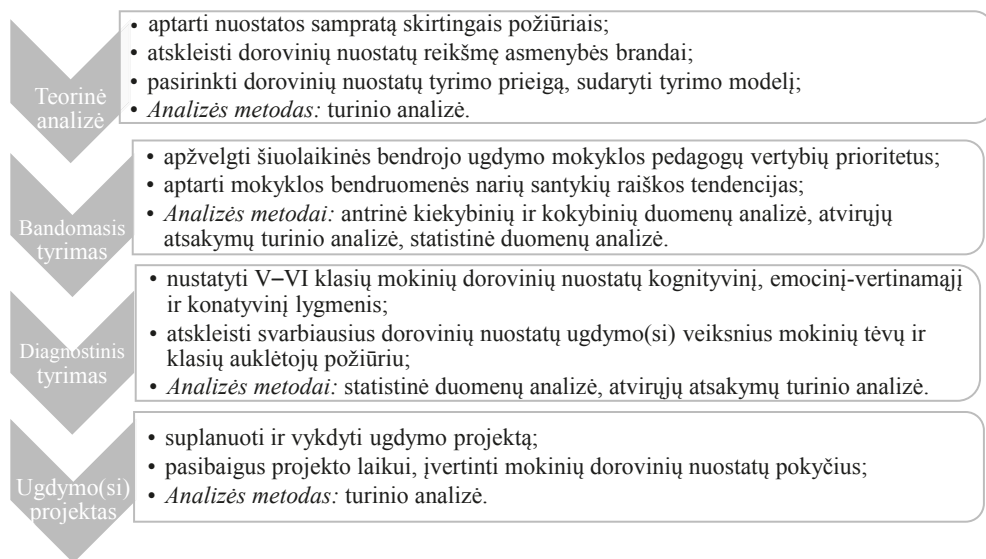 Teorinė
analizė
• aptarti nuostatos sampratą skirtingais požiūriais;
• atskleisti dorovinių nuostatų reikšmę asmenybės brandai;
• pasirinkti dorovinių nuostatų tyrimo prieigą, sudaryti tyrimo modelį;
• Analizės metodas: turinio analizė.
Bandomasis
tyrimas
• apžvelgti šiuolaikinės bendrojo ugdymo mokyklos pedagogų vertybių prioritetus;
• aptarti mokyklos bendruomenės narių santykių raiškos tendencijas;
• Analizės metodai: antrinė kiekybinių ir kokybinių duomenų analizė, atvirųjų
atsakymų turinio analizė, statistinė duomenų analizė.
Diagnostinis
tyrimas
• nustatyti V–VI klasių mokinių dorovinių nuostatų kognityvinį, emocinį-vertinamąjį
ir konatyvinį lygmenis;
• atskleisti svarbiausius dorovinių nuostatų ugdymo(si) veiksnius mokinių tėvų ir
klasių auklėtojų požiūriu;
• Analizės metodai: statistinė duomenų analizė, atvirųjų atsakymų turinio analizė.
Ugdymo(si)
projektas
• suplanuoti ir vykdyti ugdymo projektą;
• pasibaigus projekto laikui, įvertinti mokinių dorovinių nuostatų pokyčius;
• Analizės metodas: turinio analizė.